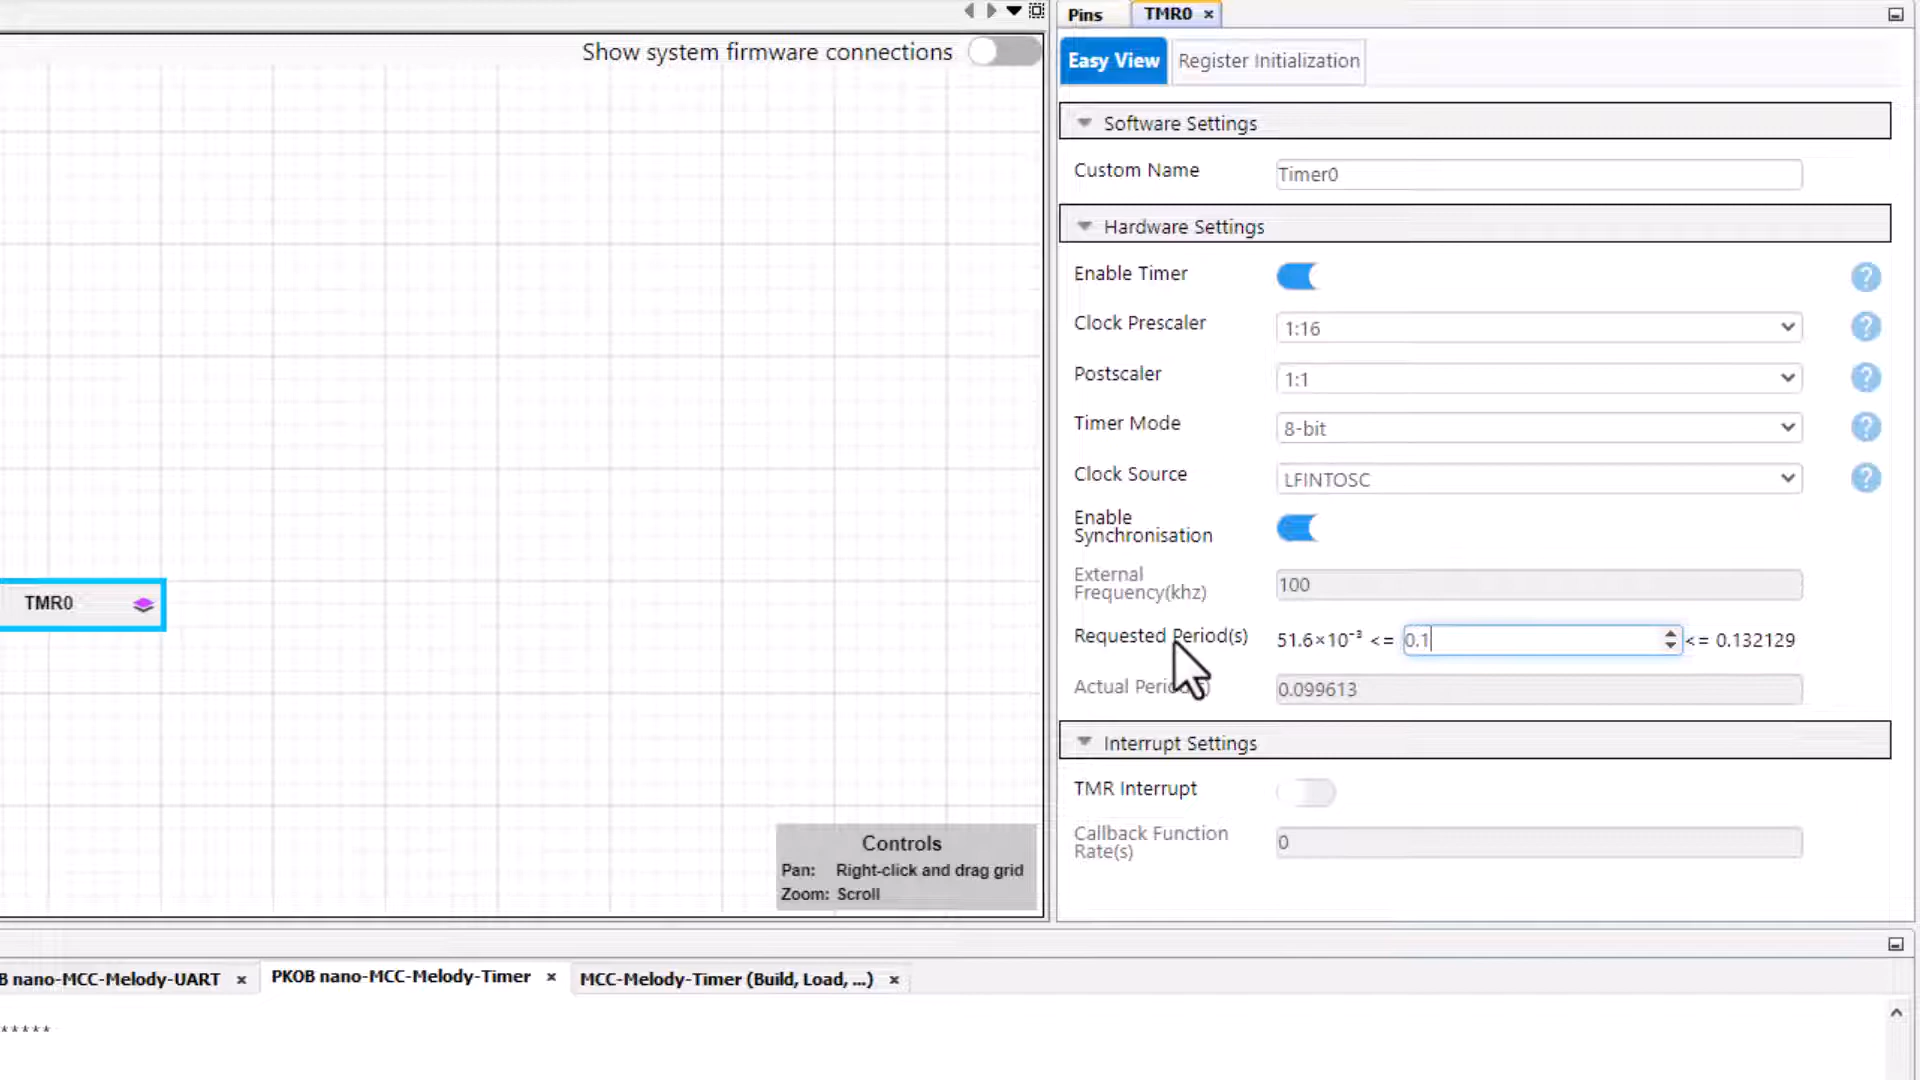 Show system firmware connections
Pins
TMR0 ×
Easy View
Register Initialization
Software Settings
Custom Name
Timer0
Hardware Settings
Enable Timer
?
Clock Prescaler
1:16
?
Postscaler
1:1
?
Timer Mode
8-bit
?
Clock Source
LFINTOSC
?
Enable
Synchronisation
External
Frequency(khz)
100
Requested Period(s)
51.6×10⁻³ <= 0.1 <= 0.132129
0.099613
Actual
Interrupt Settings
TMR Interrupt
Callback Function
Rate(s)
0
TMR0
Controls
Pan: Right-click and drag grid
Zoom: Scroll
B nano-MCC-Melody-UART ×
PKOB nano-MCC-Melody-Timer ×
MCC-Melody-Timer (Build, Load, ...) ×
*****